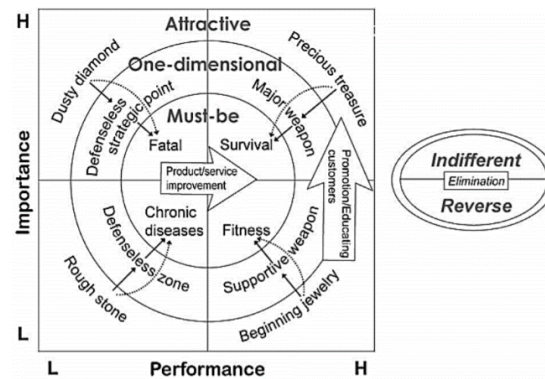 H
Attractive
One-dimensional
Must-be
Dusty diamond
Defenseless
strategic point
Fatal
Survival
Major weapon
Precious treasure
Product/service
improvement
Promotion/Educating
customers
Importance
Chronic
diseases
Fitness
Defenseless zone
Supportive weapon
Rough stone
Beginning jewelry
L
L
Performance
H
Indifferent
Elimination
Reverse